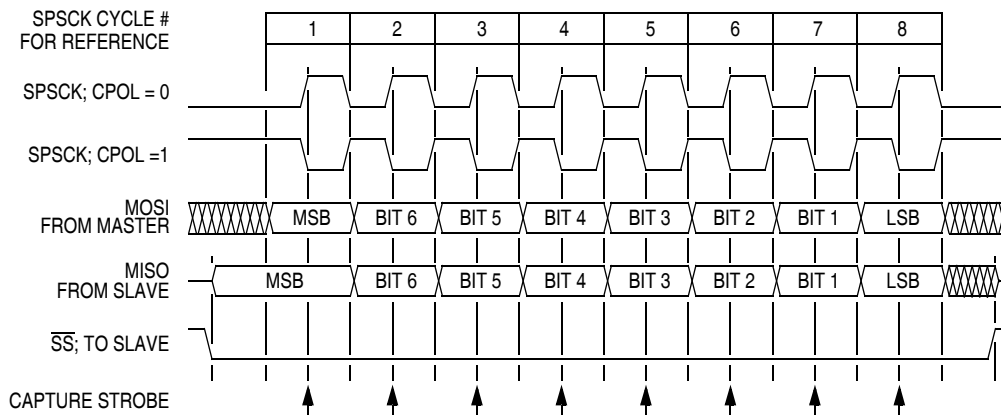 SPSCK CYCLE #
FOR REFERENCE
1 2 3 4 5 6 7 8
SPSCK; CPOL = 0
SPSCK; CPOL =1
MOSI
FROM MASTER
MSB BIT 6 BIT 5 BIT 4 BIT 3 BIT 2 BIT 1 LSB
MISO
FROM SLAVE
MSB BIT 6 BIT 5 BIT 4 BIT 3 BIT 2 BIT 1 LSB
SS; TO SLAVE
CAPTURE STROBE